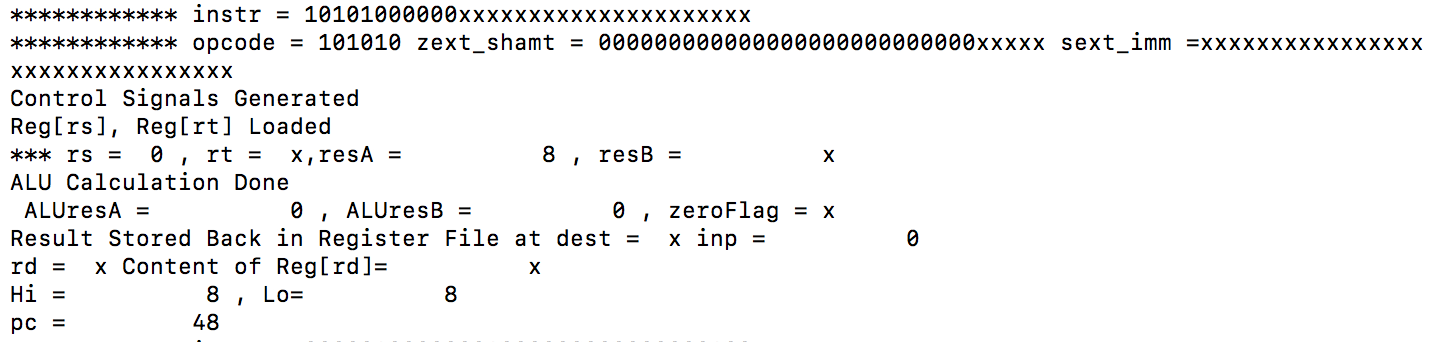 ************ instr = 10101000000xxxxxxxxxxxxxxxxxxxxx
************ opcode = 101010 zext_shamt = 000000000000000000000000000xxxxx sext_imm =xxxxxxxxxxxxxxxx
xxxxxxxxxxxxxxxx
Control Signals Generated
Reg[rs], Reg[rt] Loaded
*** rs =  0 , rt =  x,resA =          8 , resB =          x
ALU Calculation Done
 ALUresA =          0 , ALUresB =          0 , zeroFlag = x
Result Stored Back in Register File at dest =  x inp =          0
rd =  x Content of Reg[rd]=          x
Hi =          8 , Lo=          8
pc =         48